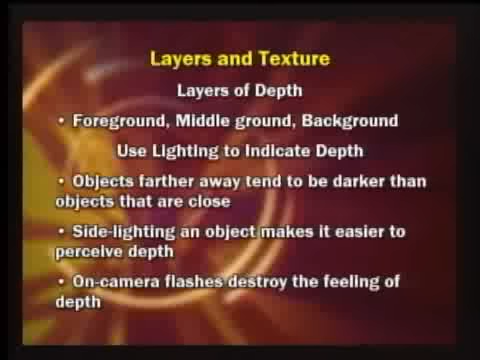 Layers and Texture
Layers of Depth
• Foreground, Middle ground, Background
Use Lighting to Indicate Depth
• Objects farther away tend to be darker than
objects that are close
• Side-lighting an object makes it easier to
perceive depth
• On-camera flashes destroy the feeling of
depth